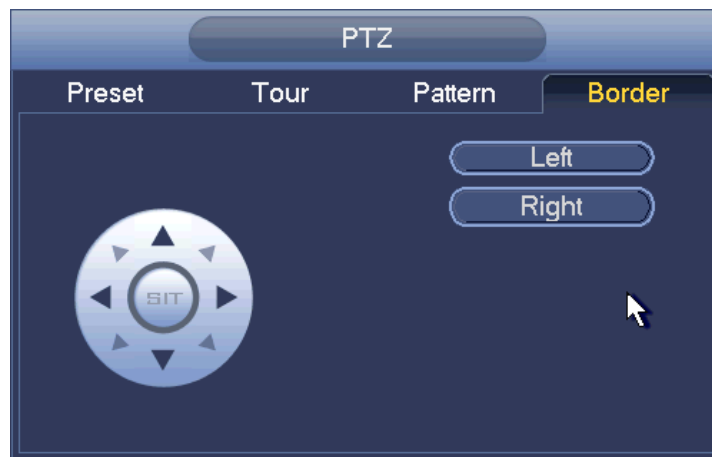 PTZ
Preset Tour Pattern Border
Left
Right
SIT